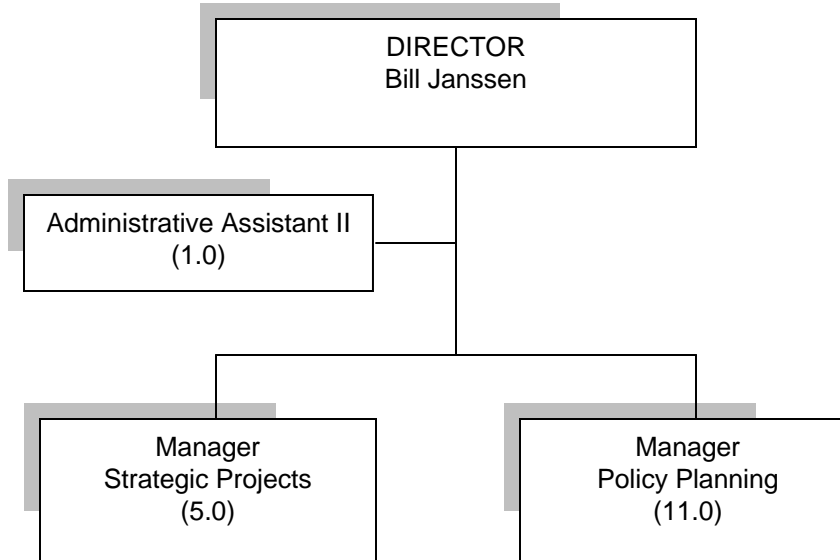 DIRECTOR
Bill Janssen
Administrative Assistant II
(1.0)
Manager
Strategic Projects
(5.0)
Manager
Policy Planning
(11.0)